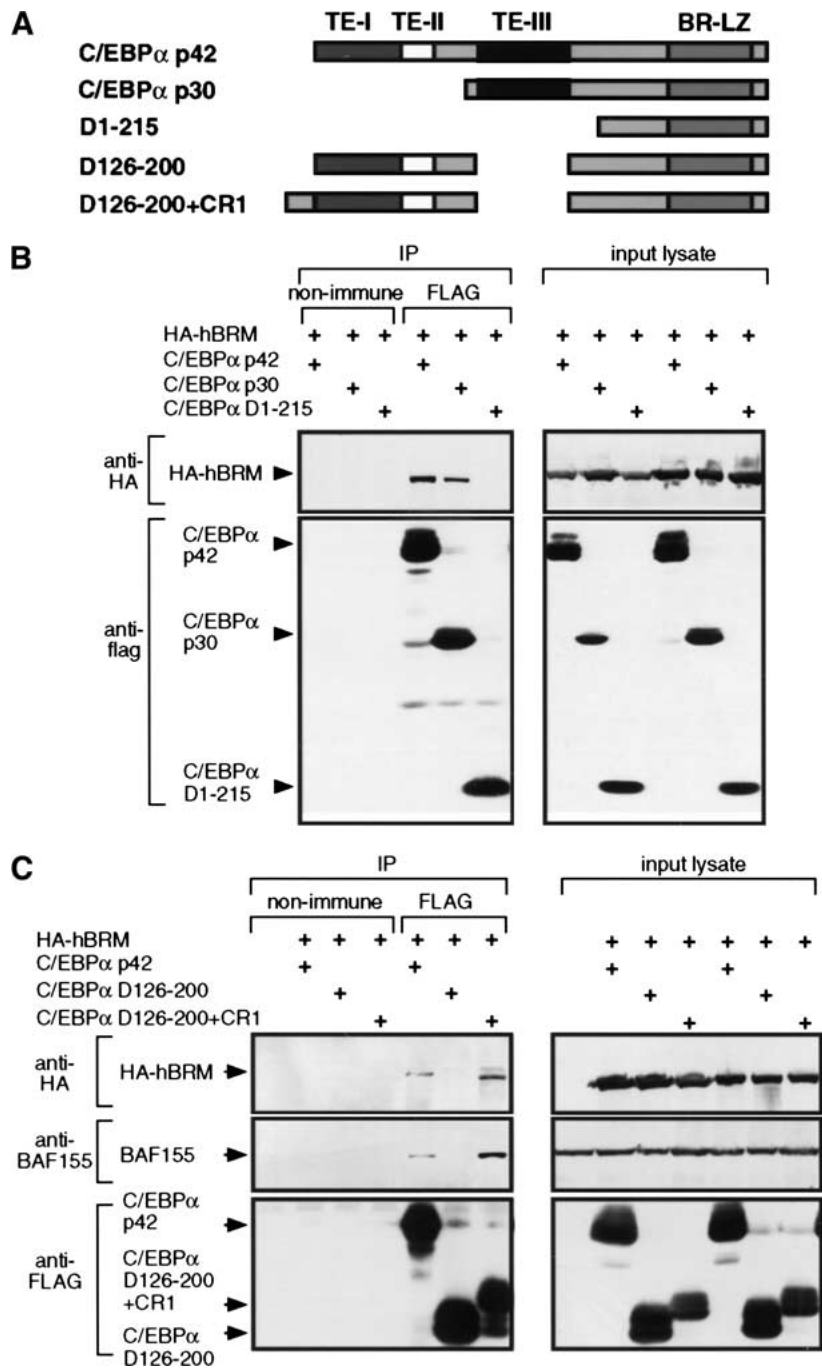 A
TE-I TE-II TE-III BR-LZ
C/EBPα p42
C/EBPα p30
D1-215
D126-200
D126-200+CR1
B
IP input lysate
non-immune FLAG
HA-hBRM + + + + + + + + + + + +
C/EBPα p42 + + + +
C/EBPα p30 + + + +
C/EBPα D1-215 + + + +
anti-HA HA-hBRM
anti-flag
C/EBPα p42
C/EBPα p30
C/EBPα D1-215
C
IP input lysate
non-immune FLAG
HA-hBRM + + + + + + + + + + + +
C/EBPα p42 + + + +
C/EBPα D126-200 + + + +
C/EBPα D126-200+CR1 + + + +
anti-HA HA-hBRM
anti-BAF155 BAF155
anti-FLAG
C/EBPα p42
C/EBPα D126-200 +CR1
C/EBPα D126-200